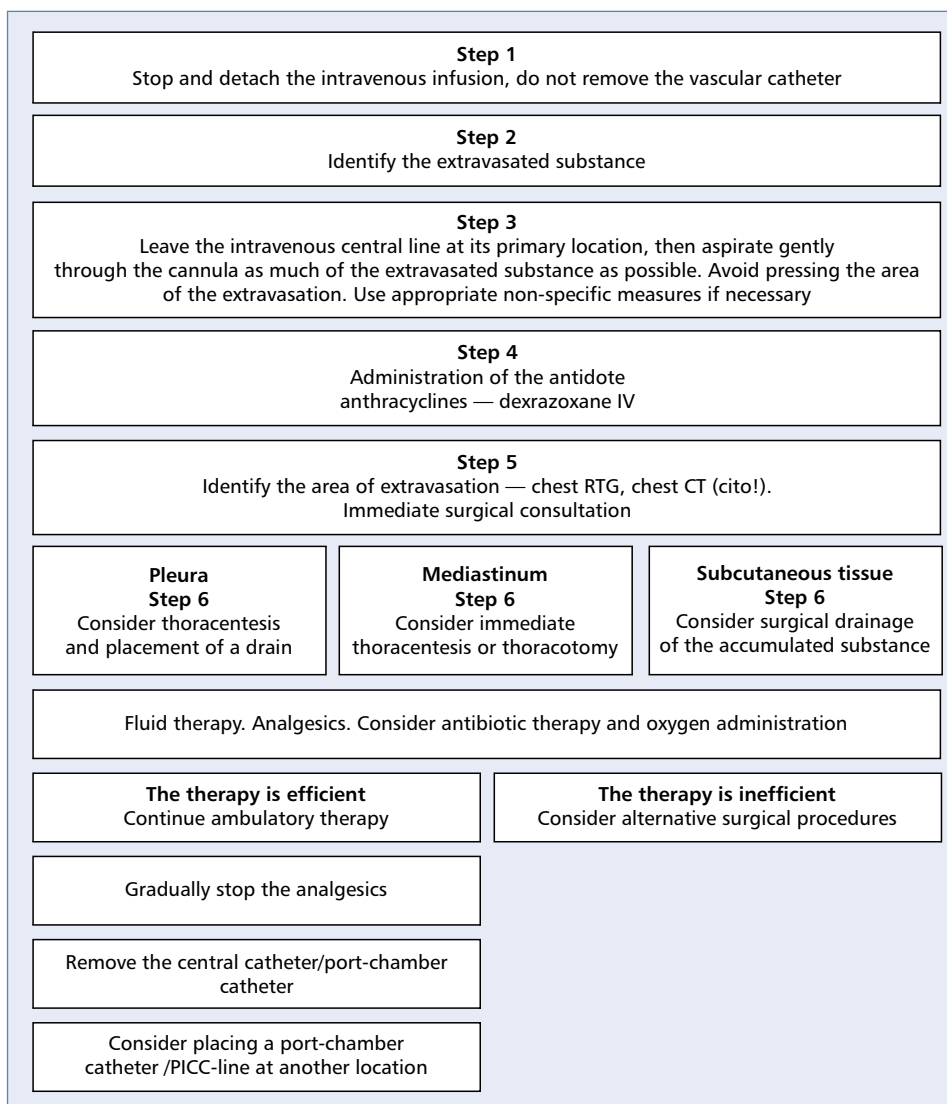 Step 1
Stop and detach the intravenous infusion, do not remove the vascular catheter
Step 2
Identify the extravasated substance
Step 3
Leave the intravenous central line at its primary location, then aspirate gently
through the cannula as much of the extravasated substance as possible. Avoid pressing the area
of the extravasation. Use appropriate non-specific measures if necessary
Step 4
Administration of the antidote
anthracyclines — dexrazoxane IV
Step 5
Identify the area of extravasation — chest RTG, chest CT (cito!).
Immediate surgical consultation
Pleura
Step 6
Consider thoracentesis
and placement of a drain
Mediastinum
Step 6
Consider immediate
thoracentesis or thoracotomy
Subcutaneous tissue
Step 6
Consider surgical drainage
of the accumulated substance
Fluid therapy. Analgesics. Consider antibiotic therapy and oxygen administration
The therapy is efficient
Continue ambulatory therapy
The therapy is inefficient
Consider alternative surgical procedures
Gradually stop the analgesics
Remove the central catheter/port-chamber
catheter
Consider placing a port-chamber
catheter /PICC-line at another location